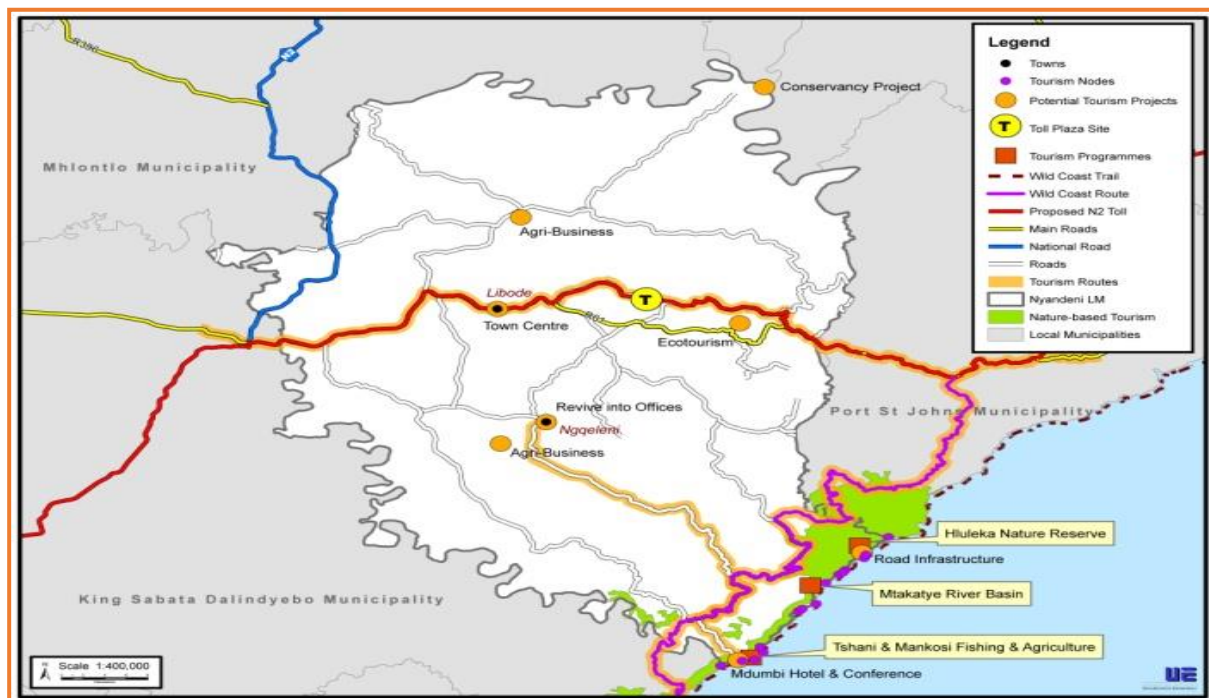 R396
N2
Conservancy Project
Mhlontlo Municipality
Agri-Business
Libode
Town Centre
T
R61
Ecotourism
Revive into Offices
Ngqeleni
Agri-Business
Port St Johns Municipality
King Sabata Dalindyebo Municipality
Hluleka Nature Reserve
Road Infrastructure
Mtakatye River Basin
Tshani & Mankosi Fishing & Agriculture
Mdumbi Hotel & Conference
Legend
Towns
Tourism Nodes
Potential Tourism Projects
T Toll Plaza Site
Tourism Programmes
Wild Coast Trail
Wild Coast Route
Proposed N2 Toll
Main Roads
National Road
Roads
Tourism Routes
Nyandeni LM
Nature-based Tourism
Local Municipalities
N
Scale 1:400,000